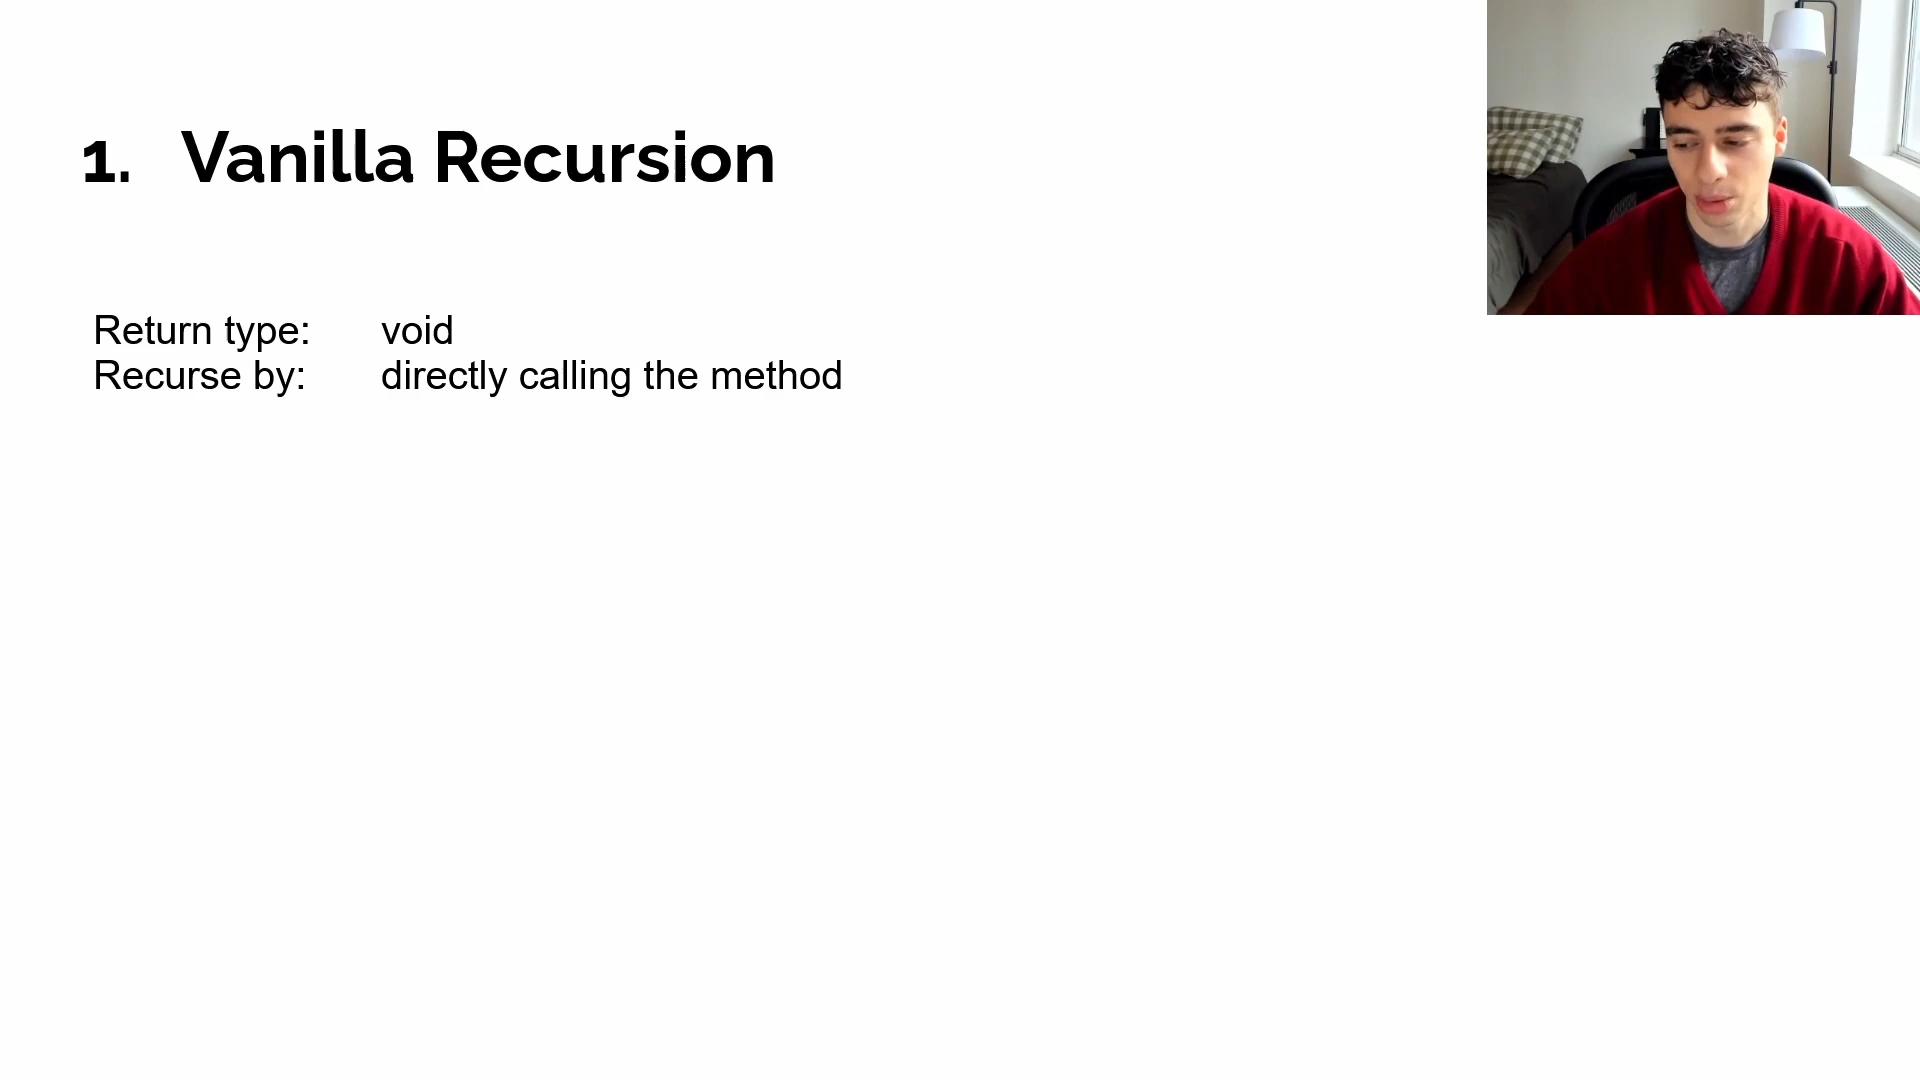 1. Vanilla Recursion
Return type: void
Recurse by: directly calling the method